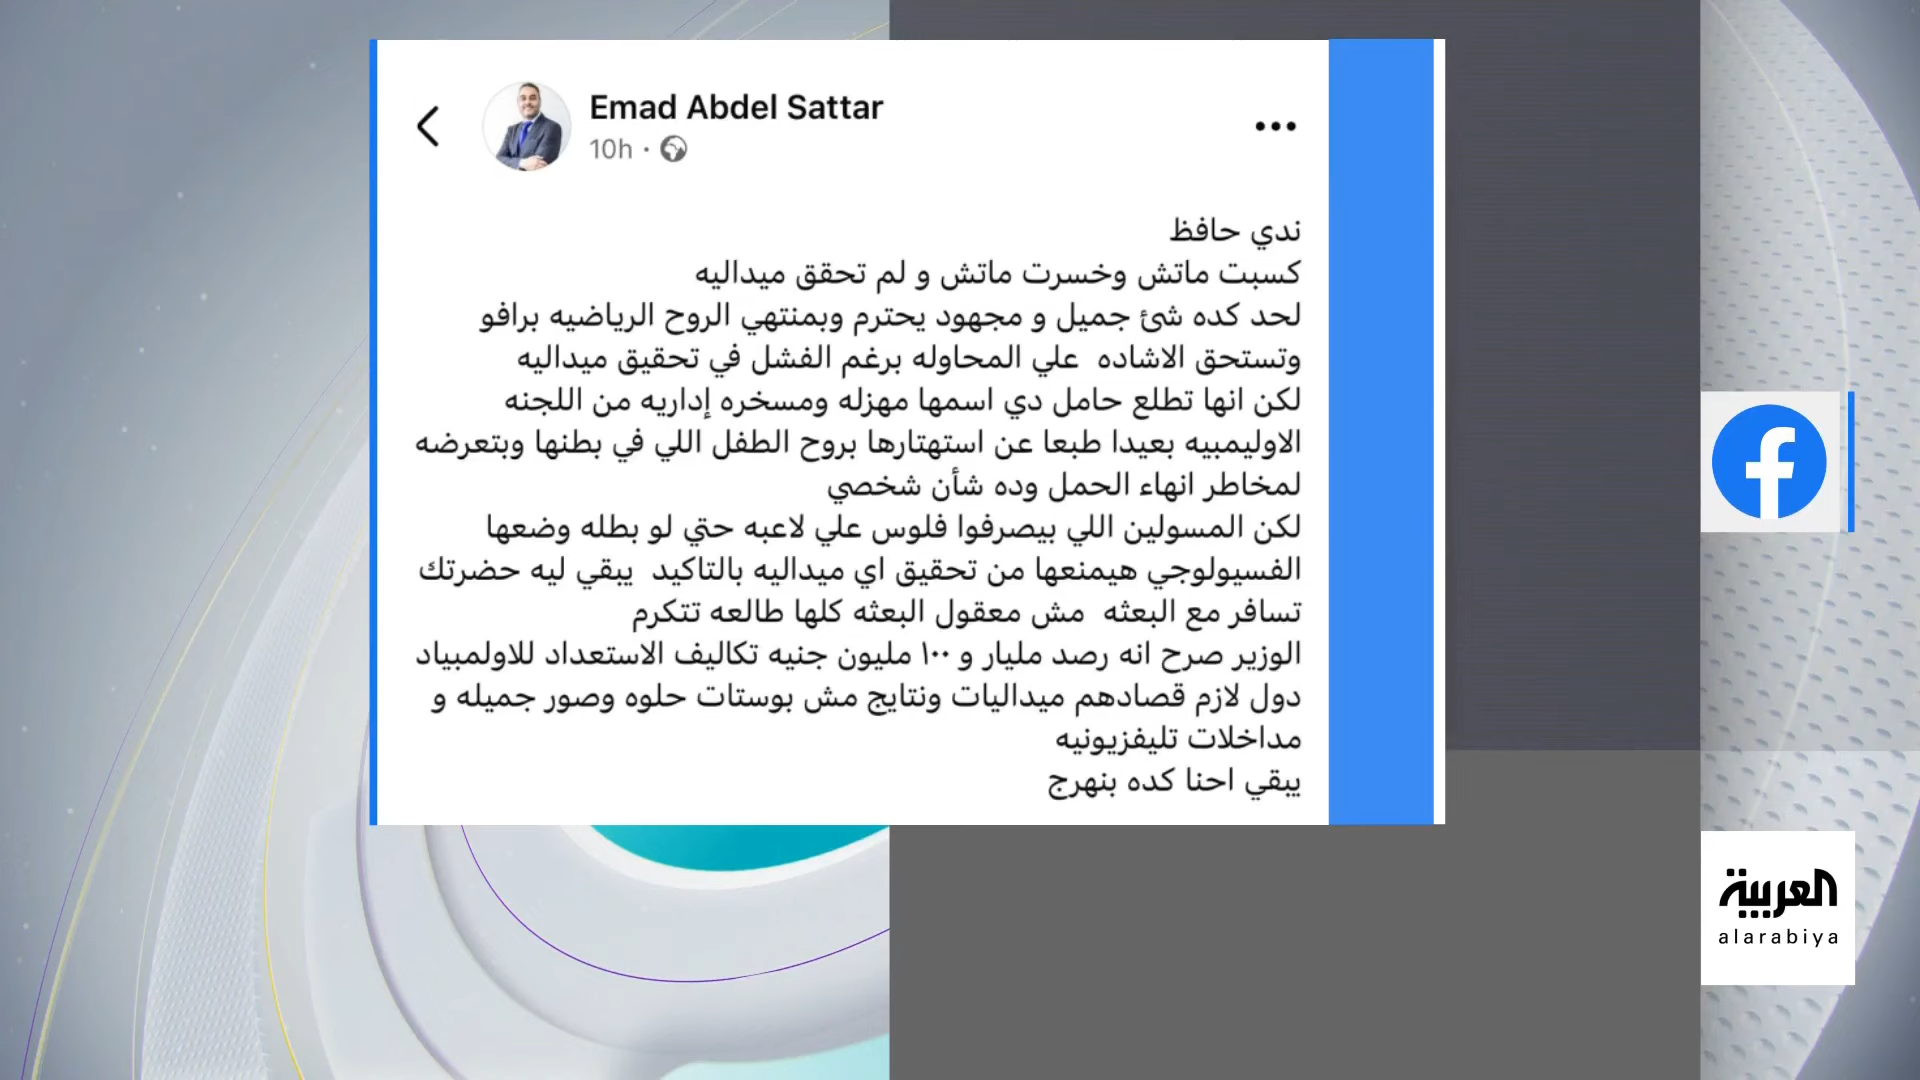 Emad Abdel Sattar
10h ·
ندي حافظ
كسبت ماتش وخسرت ماتش و لم تحقق ميداليه
لحد كده شئ جميل و مجهود يحترم وبمنتهي الروح الرياضيه برافو
وتستحق الاشاده علي المحاوله برغم الفشل في تحقيق ميداليه
لكن انها تطلع حامل دي اسمها مهزله ومسخره إداريه من اللجنه
الاوليمبيه بعيدا طبعا عن استهتارها بروح الطفل اللي في بطنها وبتعرضه
لمخاطر انهاء الحمل وده شأن شخصي
لكن المسولين اللي بيصرفوا فلوس علي لاعبه حتي لو بطله وضعها
الفسيولوجي هيمنعها من تحقيق اي ميداليه بالتاكيد يبقي ليه حضرتك
تسافر مع البعثه مش معقول البعثه كلها طالعه تتكرم
الوزير صرح انه رصد مليار و ١٠٠ مليون جنيه تكاليف الاستعداد للاولمبياد
دول لازم قصادهم ميداليات ونتايج مش بوستات حلوه وصور جميله و
مداخلات تليفزيونيه
يبقي احنا كده بنهرج
f
العربية
alarabiya